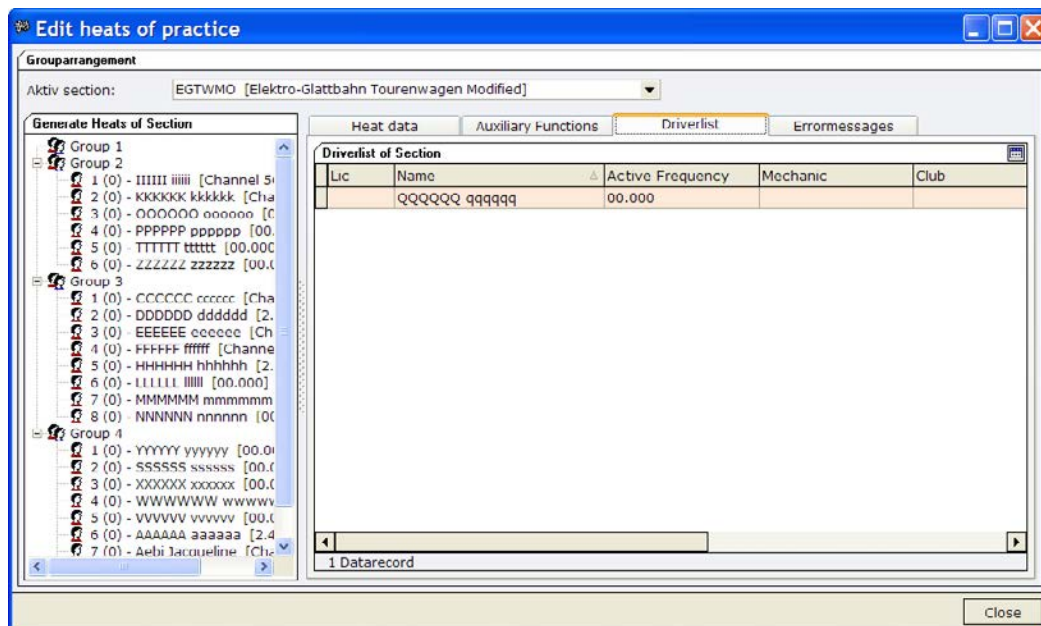 Edit heats of practice
Grouparrangement
Aktiv section: EGTWMO [Elektro-Glattbahn Tourenwagen Modified]
Generate Heats of Section
Group 1
Group 2
1 (0) - IIIIII iiiiii [Channel 5
2 (0) - KKKKKK kkkkkk [Cha
3 (0) - OOOOOO oooooo [C
4 (0) - PPPPPP pppppp [00.
5 (0) - TTTTTT tttttt [00.000
6 (0) - ZZZZZZ zzzzzz [00.0
Group 3
1 (0) - CCCCCC cccccc [Cha
2 (0) - DDDDDD dddddd [2.
3 (0) - EEEEEE eeeeee [Ch
4 (0) - FFFFFF ffffff [Channe
5 (0) - HHHHHH hhhhhh [2.
6 (0) - LLLLLL llllll [00.000]
7 (0) - MMMMMM mmmmmm
8 (0) - NNNNNN nnnnnn [00
Group 4
1 (0) - YYYYYY yyyyyy [00.0
2 (0) - SSSSSS ssssss [00.0
3 (0) - XXXXXX xxxxxx [00.0
4 (0) - WWWWWW wwwww
5 (0) - VVVVVV vvvvvv [00.0
6 (0) - AAAAAA aaaaaa [2.4
7 (0) - Aebi Jacqueline [Cha
Heat data Auxiliary Functions Driverlist Errormessages
Driverlist of Section
Lic Name Active Frequency Mechanic Club
QQQQQQ qqqqqq 00.000
1 Datarecord
Close